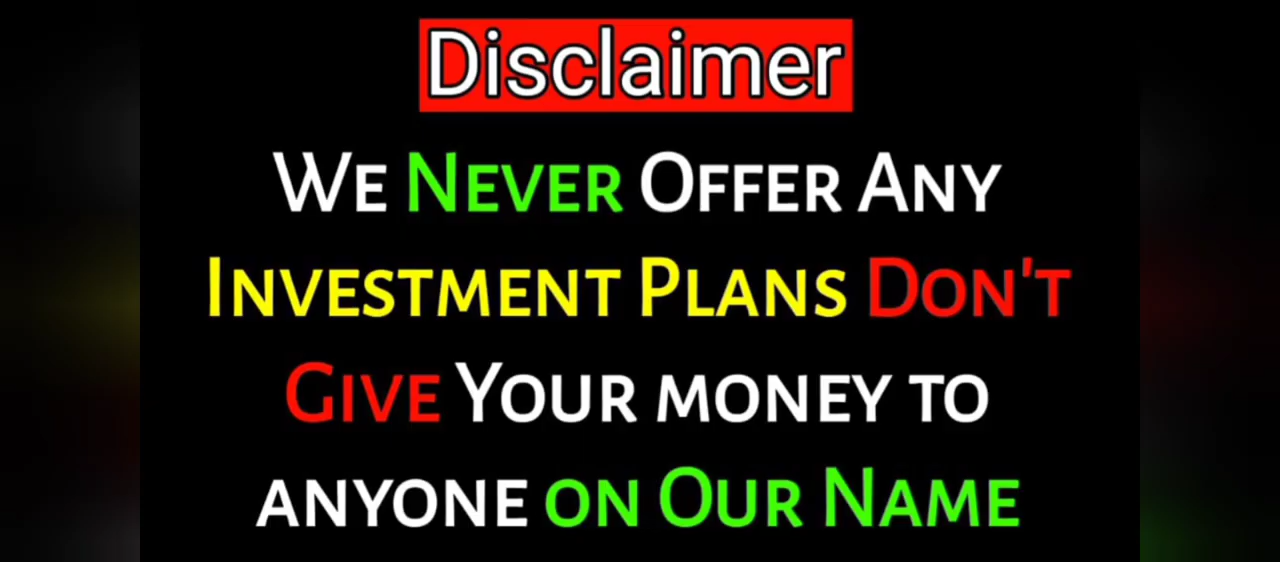 Disclaimer
We Never Offer Any
Investment Plans Don't
Give Your money to
anyone on Our Name